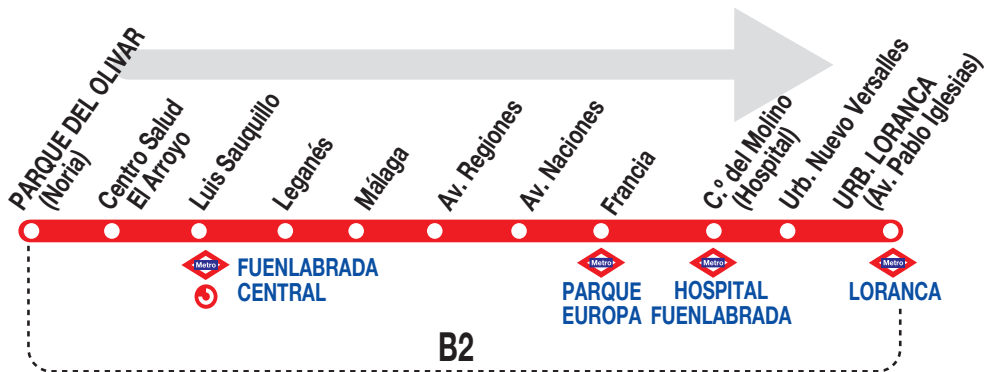 PARQUE DEL OLIVAR
(Noria)
Centro Salud
El Arroyo
Luis Sauquillo
Leganés
Málaga
Av. Regiones
Av. Naciones
Francia
C.º del Molino
(Hospital)
Urb. Nuevo Versalles
URB. LORANCA
(Av. Pablo Iglesias)
Metro
FUENLABRADA
CENTRAL
Metro
PARQUE
EUROPA
Metro
HOSPITAL
FUENLABRADA
Metro
LORANCA
B2